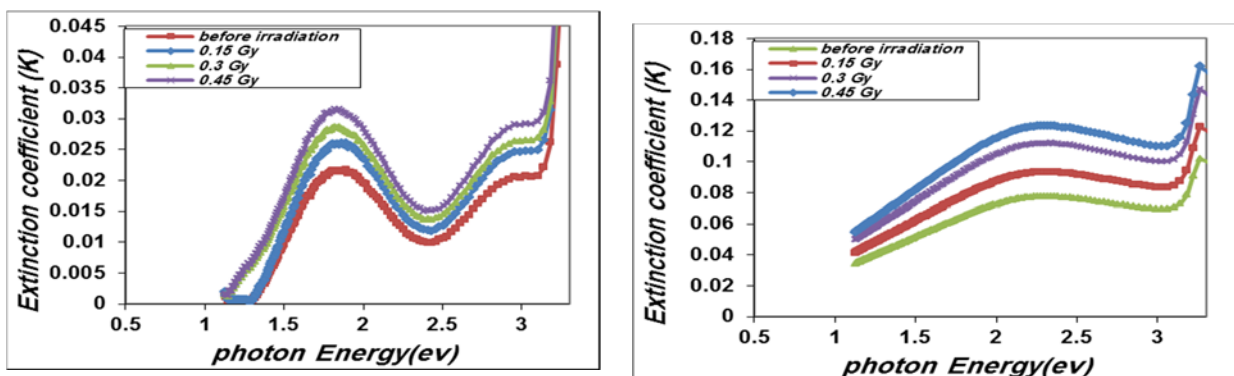 0.045
0.04
0.035
0.03
0.025
0.02
0.015
0.01
0.005
0
Extinction coefficient (K)
before irradiation
0.15 Gy
0.3 Gy
0.45 Gy
0.5 1 1.5 2 2.5 3
photon Energy(ev)
0.18
0.16
0.14
0.12
0.1
0.08
0.06
0.04
0.02
0
Extinction coefficient (K)
before irradiation
0.15 Gy
0.3 Gy
0.45 Gy
0.5 1 1.5 2 2.5 3
photon Energy(ev)